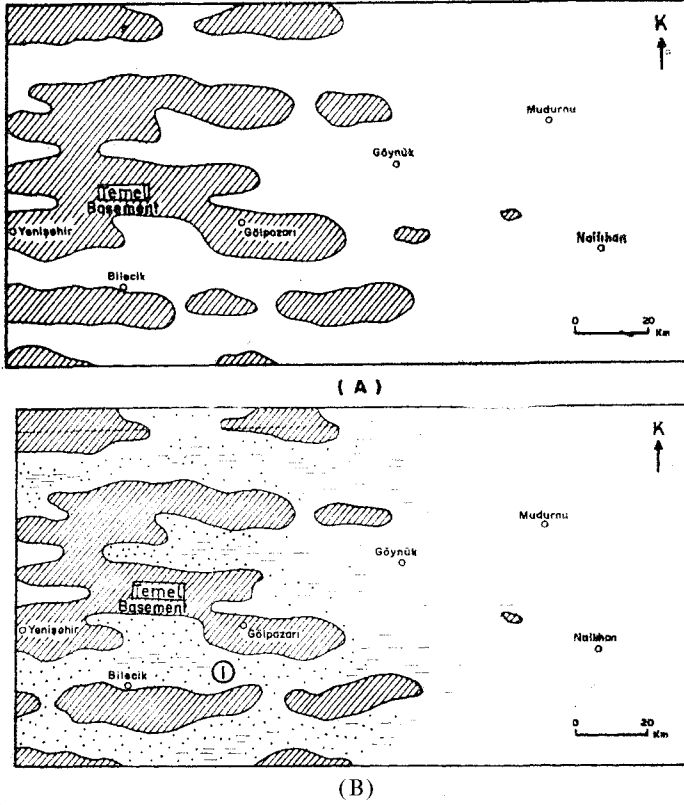 K
Mudurnu
Göynük
Temel
Basement
Yenişehir
Gölpazarı
Nallıhan
Bilecik
0 20
Km
(A)
K
Mudurnu
Göynük
Temel
Basement
Yenişehir
Gölpazarı
Nallıhan
1
Bilecik
0 20
Km
(B)